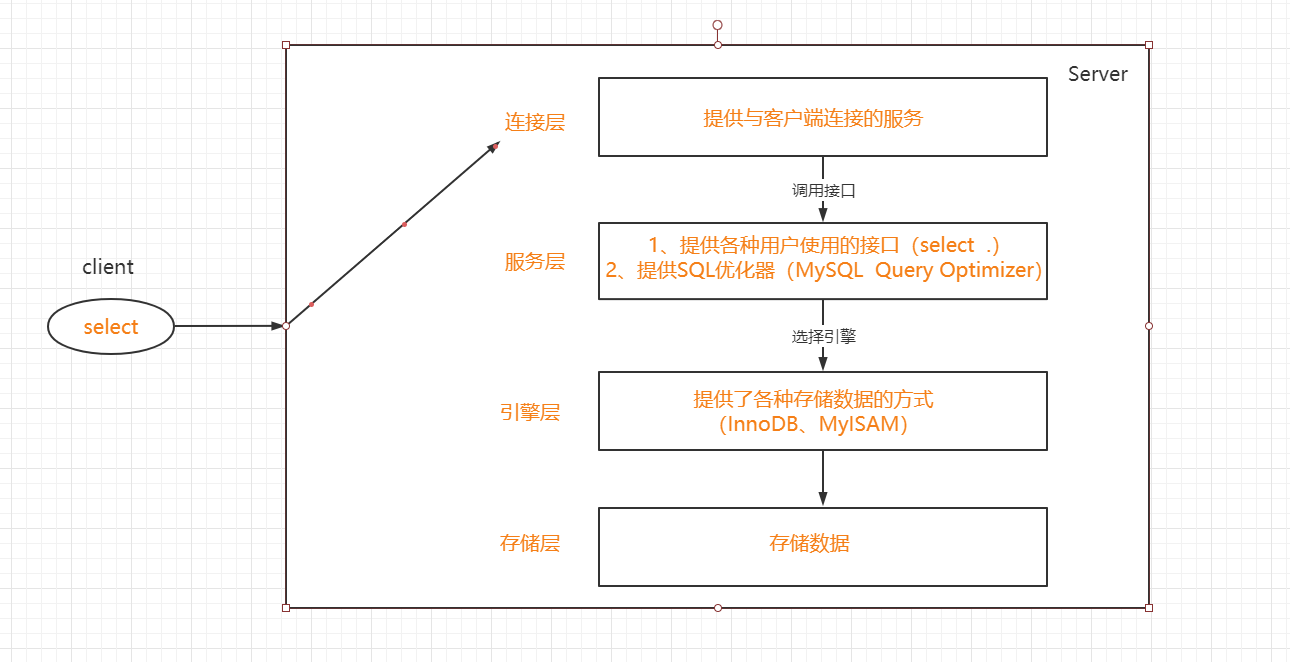 Server
连接层
提供与客户端连接的服务
调用接口
服务层
1、提供各种用户使用的接口（select  .）
2、提供SQL优化器（MySQL  Query Optimizer）
client
select
选择引擎
引擎层
提供了各种存储数据的方式
（InnoDB、MyISAM）
存储层
存储数据